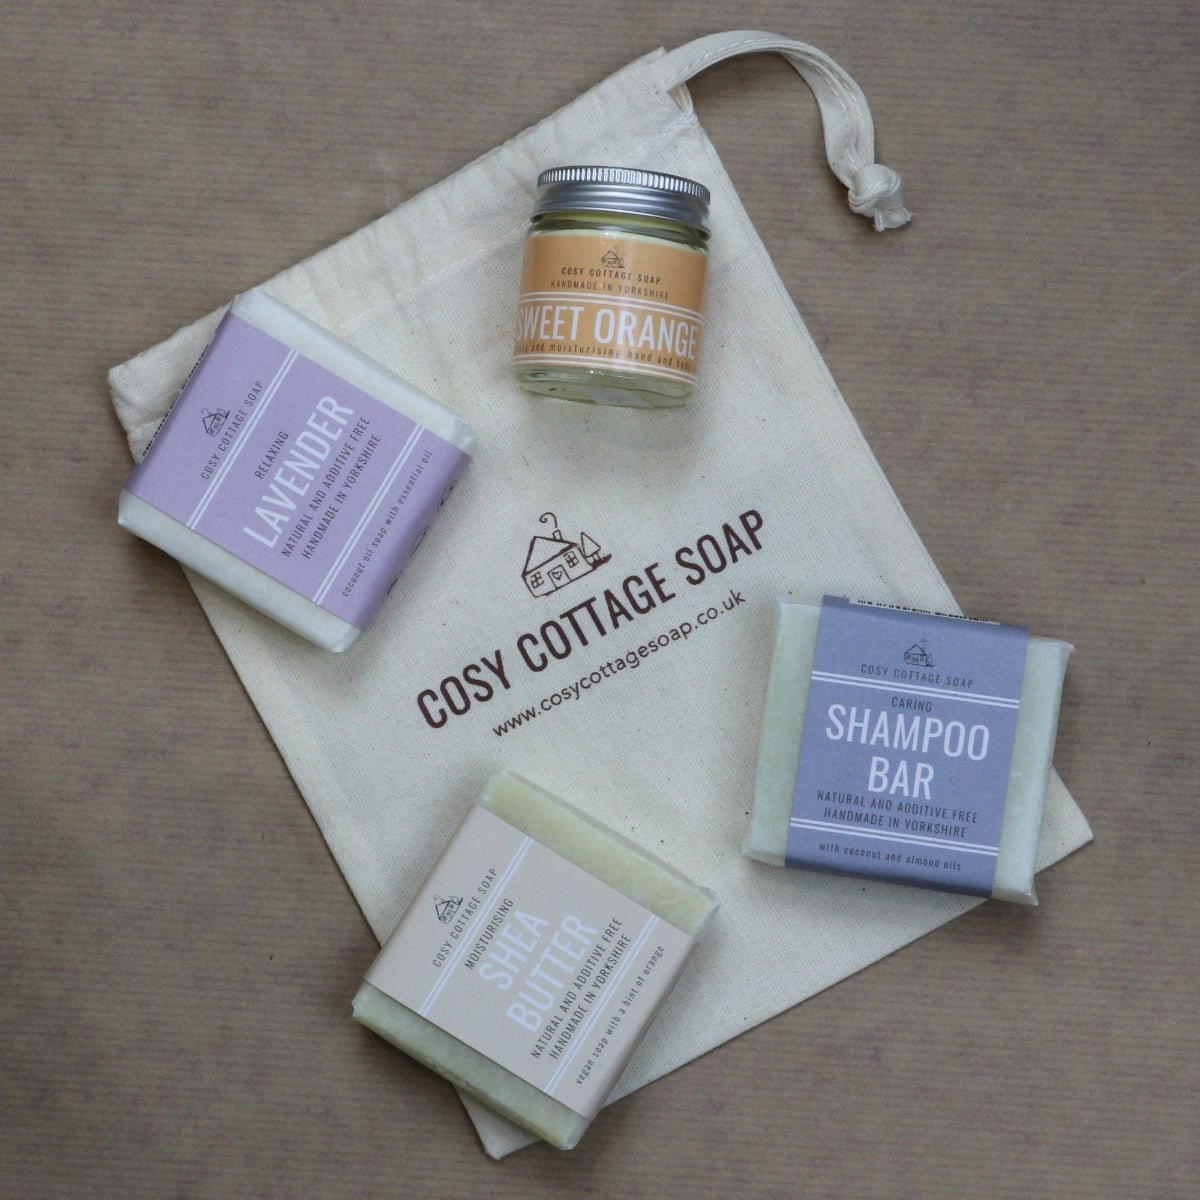 COSY COTTAGE SOAP
HANDMADE IN YORKSHIRE
SWEET ORANGE
and moisturising hand and body
COSY COTTAGE SOAP
RELAXING
LAVENDER
NATURAL AND ADDITIVE FREE
HANDMADE IN YORKSHIRE
coconut oil soap with essential oil
COSY COTTAGE SOAP
www.cosycottagesoap.co.uk
COSY COTTAGE SOAP
CARING
SHAMPOO
BAR
NATURAL AND ADDITIVE FREE
HANDMADE IN YORKSHIRE
with coconut and almond oils
COSY COTTAGE SOAP
MOISTURISING
SHEA
BUTTER
NATURAL AND ADDITIVE FREE
HANDMADE IN YORKSHIRE
vegan soap with a hint of orange